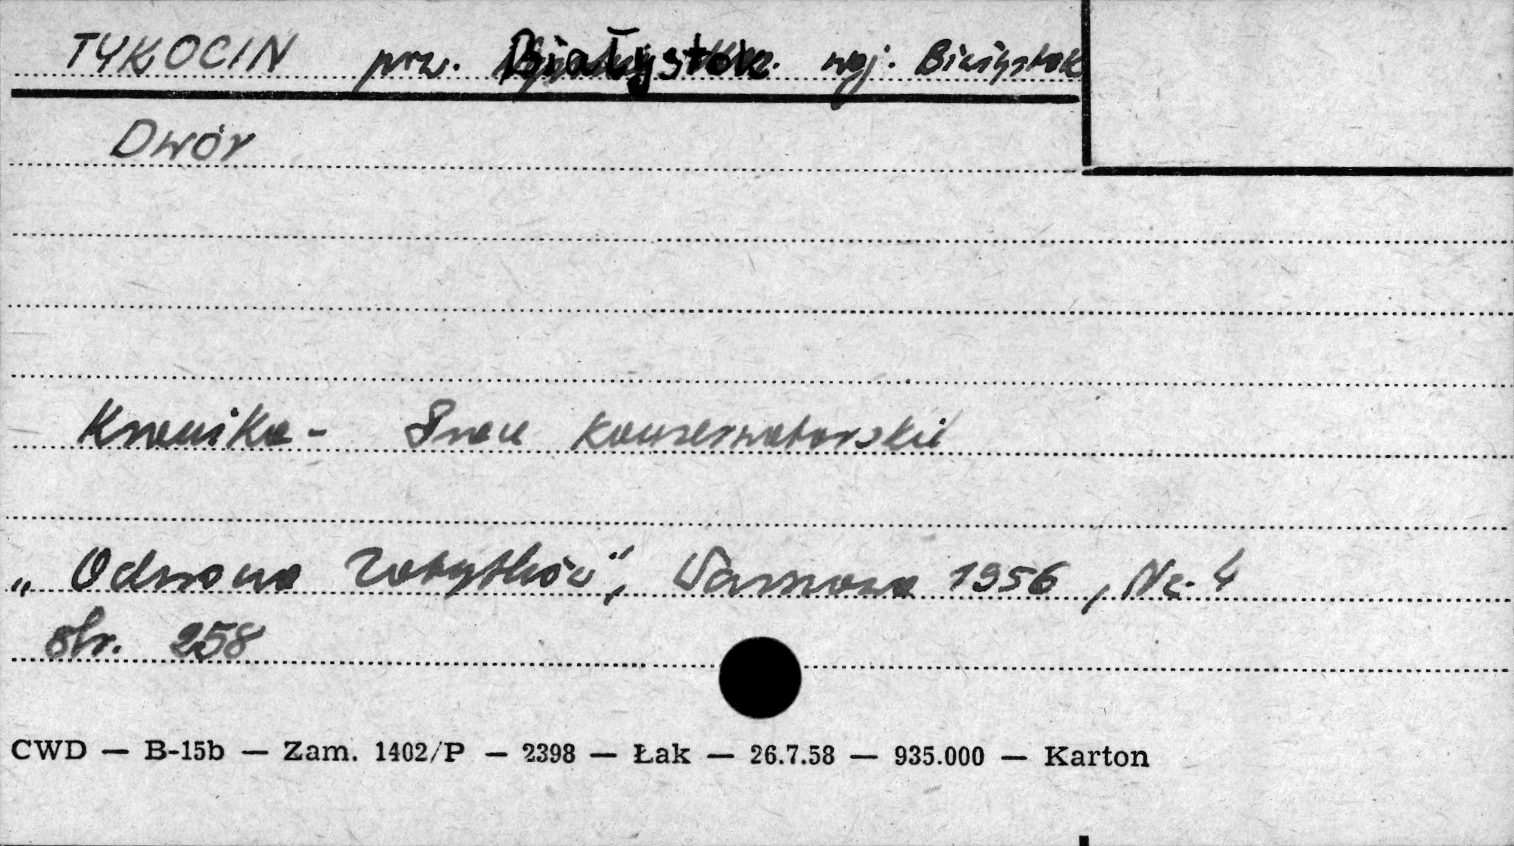 TYKOCIN pow. Białystok woj. Białystok
Dwór
Kronika - Prace konserwatorskie
"Ochrona Zabytków", Warszawa 1956, Nr. 4
str. 258
CWD — B-15b — Zam. 1402/P — 2398 — Łak — 26.7.58 — 935.000 — Karton